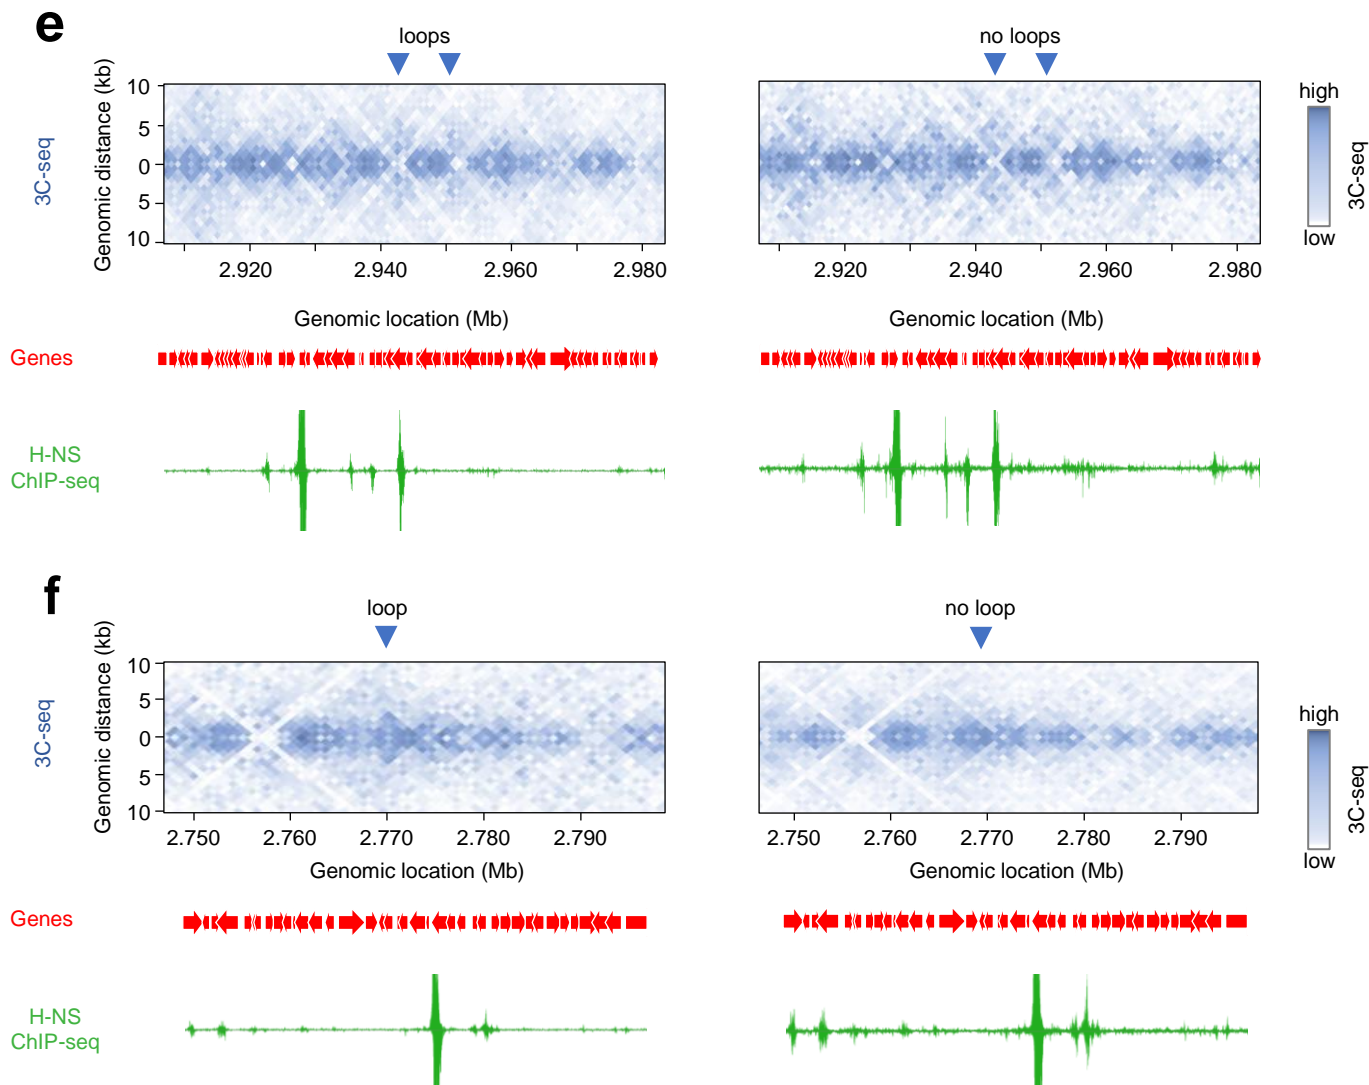 e
loops
no loops
Genomic distance (kb)
3C-seq
10
5
0
5
10
2.920
2.940
2.960
2.980
2.920
2.940
2.960
2.980
high
low
3C-seq
Genomic location (Mb)
Genomic location (Mb)
Genes
H-NS
ChIP-seq
f
loop
no loop
Genomic distance (kb)
3C-seq
10
5
0
5
10
2.750
2.760
2.770
2.780
2.790
2.750
2.760
2.770
2.780
2.790
high
low
3C-seq
Genomic location (Mb)
Genomic location (Mb)
Genes
H-NS
ChIP-seq